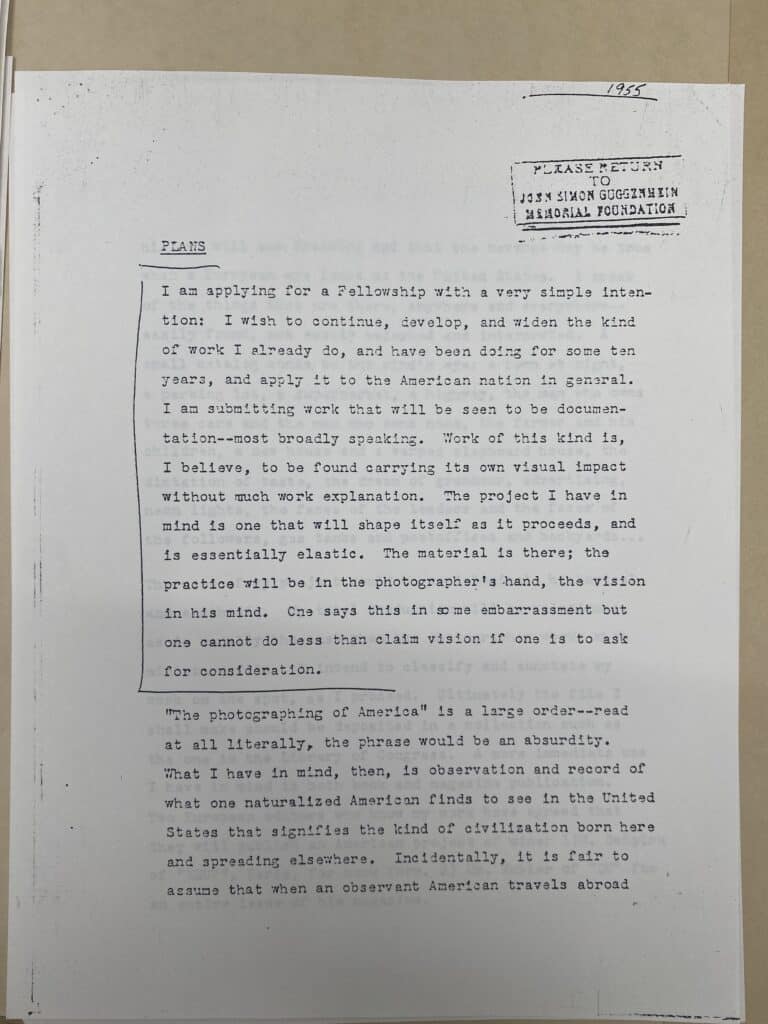 1955
PLEASE RETURN
TO
JOHN SIMON GUGGENHEIM
MEMORIAL FOUNDATION
PLANS
I am applying for a Fellowship with a very simple inten-
tion: I wish to continue, develop, and widen the kind
of work I already do, and have been doing for some ten
years, and apply it to the American nation in general.
I am submitting work that will be seen to be documen-
tation--most broadly speaking. Work of this kind is,
I believe, to be found carrying its own visual impact
without much work explanation. The project I have in
mind is one that will shape itself as it proceeds, and
is essentially elastic. The material is there; the
practice will be in the photographer's hand, the vision
in his mind. One says this in some embarrassment but
one cannot do less than claim vision if one is to ask
for consideration.
"The photographing of America" is a large order--read
at all literally, the phrase would be an absurdity.
What I have in mind, then, is observation and record of
what one naturalized American finds to see in the United
States that signifies the kind of civilization born here
and spreading elsewhere. Incidentally, it is fair to
assume that when an observant American travels abroad